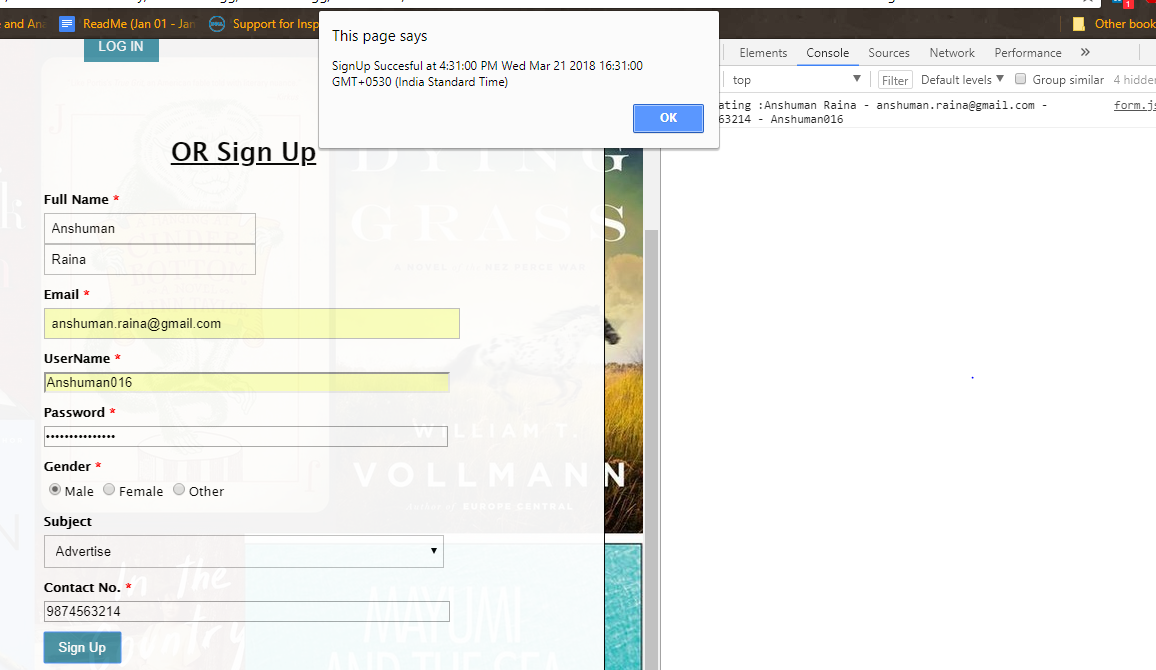 and Ana
ReadMe (Jan 01 - Jan
Support for Insp
Other book
1
LOG IN
This page says
SignUp Succesful at 4:31:00 PM Wed Mar 21 2018 16:31:00
GMT+0530 (India Standard Time)
OK
Elements Console Sources Network Performance »
top Filter Default levels Group similar 4 hidden
ating :Anshuman Raina - anshuman.raina@gmail.com - form.js
63214 - Anshuman016
OR Sign Up
DYING
GRASS
A NOVEL OF THE NEZ PERCE WAR
Full Name *
Anshuman
Raina
Email *
anshuman.raina@gmail.com
UserName *
Anshuman016
Password *
•••••••••••••••
WILLIAM T.
VOLLMANN
author of EUROPE CENTRAL
Gender *
Male Female Other
Subject
Advertise
Contact No. *
9874563214
In the
Country
MAYUMI
AND THE SEA
Sign Up